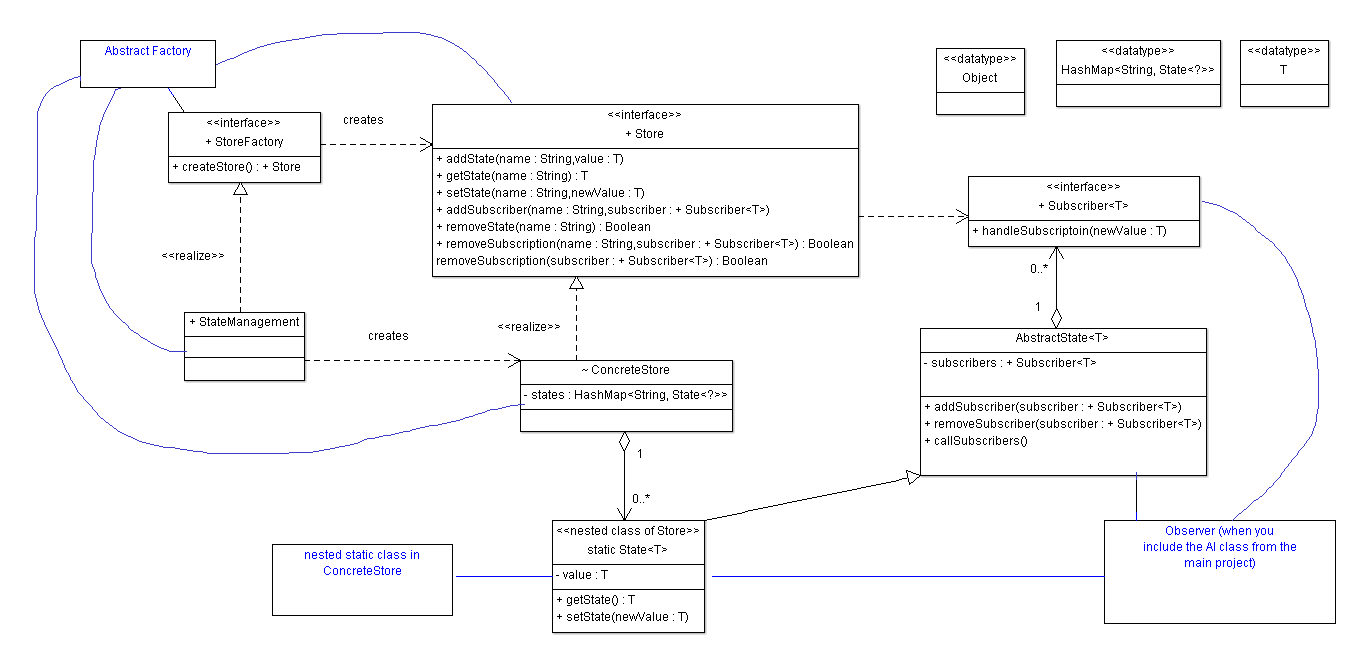 Abstract Factory
<<interface>>
+ StoreFactory
+ createStore() : + Store
creates
<<interface>>
+ Store
+ addState(name : String,value : T)
+ getState(name : String) : T
+ setState(name : String,newValue : T)
+ addSubscriber(name : String,subscriber : + Subscriber<T>)
+ removeState(name : String) : Boolean
+ removeSubscription(name : String,subscriber : + Subscriber<T>) : Boolean
removeSubscription(subscriber : + Subscriber<T>) : Boolean
<<datatype>>
Object
<<datatype>>
HashMap<String, State<?>>
<<datatype>>
T
<<interface>>
+ Subscriber<T>
+ handleSubscriptoin(newValue : T)
<<realize>>
0..*
1
+ StateManagement
creates
<<realize>>
AbstractState<T>
- subscribers : + Subscriber<T>
+ addSubscriber(subscriber : + Subscriber<T>)
+ removeSubscriber(subscriber : + Subscriber<T>)
+ callSubscribers()
~ ConcreteStore
- states : HashMap<String, State<?>>
1
0..*
<<nested class of Store>>
static State<T>
- value : T
+ getState() : T
+ setState(newValue : T)
nested static class in
ConcreteStore
Observer (when you
include the AI class from the
main project)